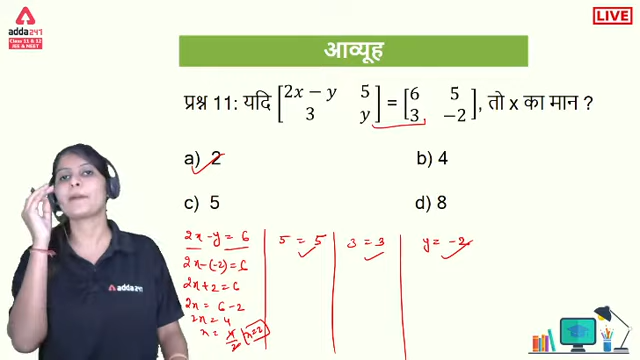 adda247
Class 11 & 12
JEE & NEET
LIVE
आव्यूह
प्रश्न 11: यदि [2x − y 5
3 y] = [6 5
3 −2], तो x का मान ?
a) 2
b) 4
c) 5
d) 8
2x - y = 6
2x - (-2) = 6
2x + 2 = 6
2x = 6 - 2
2x = 4
x = 4/2 x = 2
5 = 5
3 = 3
y = -2
adda247